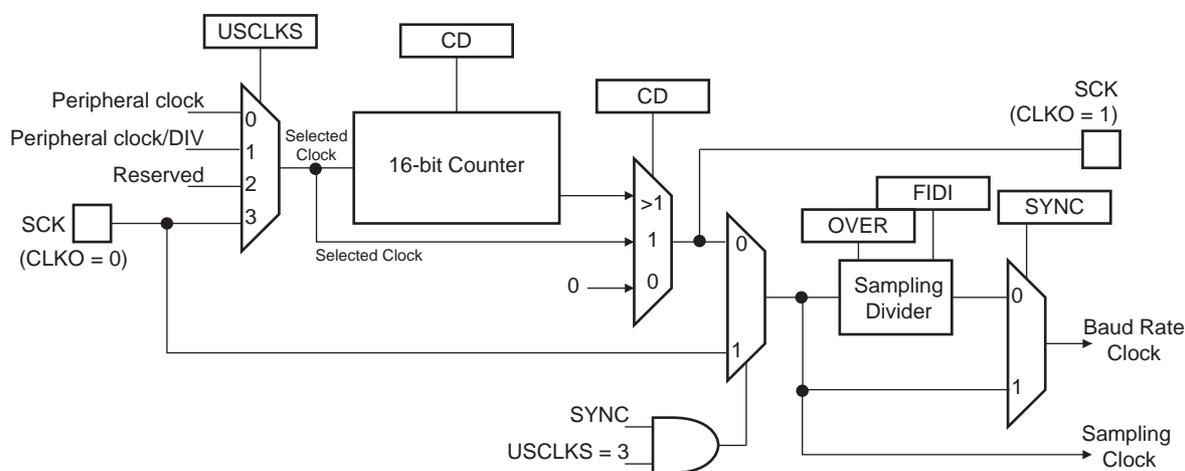 USCLKS
CD
CD
SCK
(CLKO = 1)
Peripheral clock
0
Peripheral clock/DIV
1
Reserved
2
3
Selected
Clock
16-bit Counter
SCK
(CLKO = 0)
Selected Clock
>1
1
0
0
FIDI
OVER
SYNC
0
1
Sampling
Divider
0
1
Baud Rate
Clock
SYNC
USCLKS = 3
Sampling
Clock